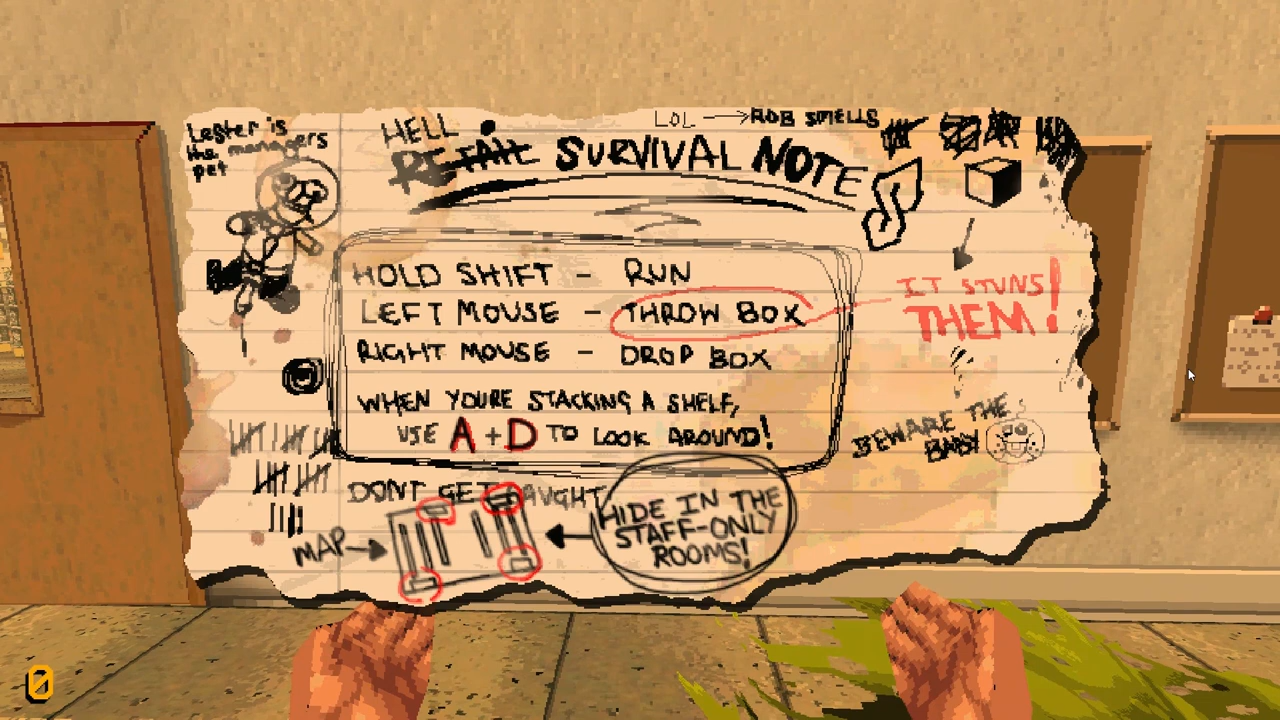 LOL → ROB SMELLS
Lester is
the managers
pet
HELL
RETAIL SURVIVAL NOTE
HOLD SHIFT - RUN
LEFT MOUSE - THROW BOX
RIGHT MOUSE - DROP BOX
WHEN YOURE STACKING A SHELF,
USE A + D TO LOOK AROUND!
IT STUNS
THEM!
BEWARE THE
BABY
DONT GET CAUGHT
MAP
HIDE IN THE
STAFF-ONLY
ROOMS!
0